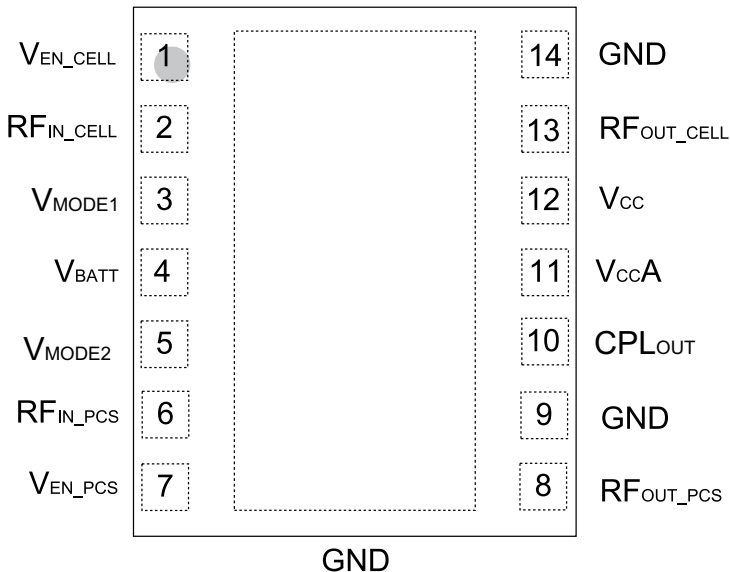 VEN_CELL 1 14 GND
RFIN_CELL 2 13 RFOUT_CELL
VMODE1 3 12 VCC
VBATT 4 11 VCCA
VMODE2 5 10 CPLOUT
RFIN_PCS 6 9 GND
VEN_PCS 7 8 RFOUT_PCS
GND